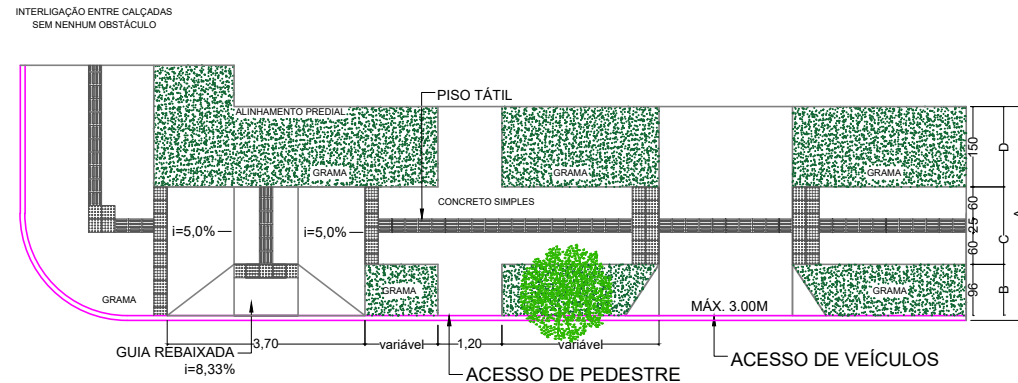 INTERLIGAÇÃO ENTRE CALÇADAS
SEM NENHUM OBSTÁCULO
PISO TÁTIL
ALINHAMENTO PREDIAL
GRAMA
GRAMA
GRAMA
CONCRETO SIMPLES
i=5,0%
i=5,0%
GRAMA
GRAMA
GRAMA
MÁX. 3.00M
150
60
25
60
96
D
C
B
A
GUIA REBAIXADA
i=8,33%
3,70
variável
1,20
variável
ACESSO DE PEDESTRE
ACESSO DE VEÍCULOS